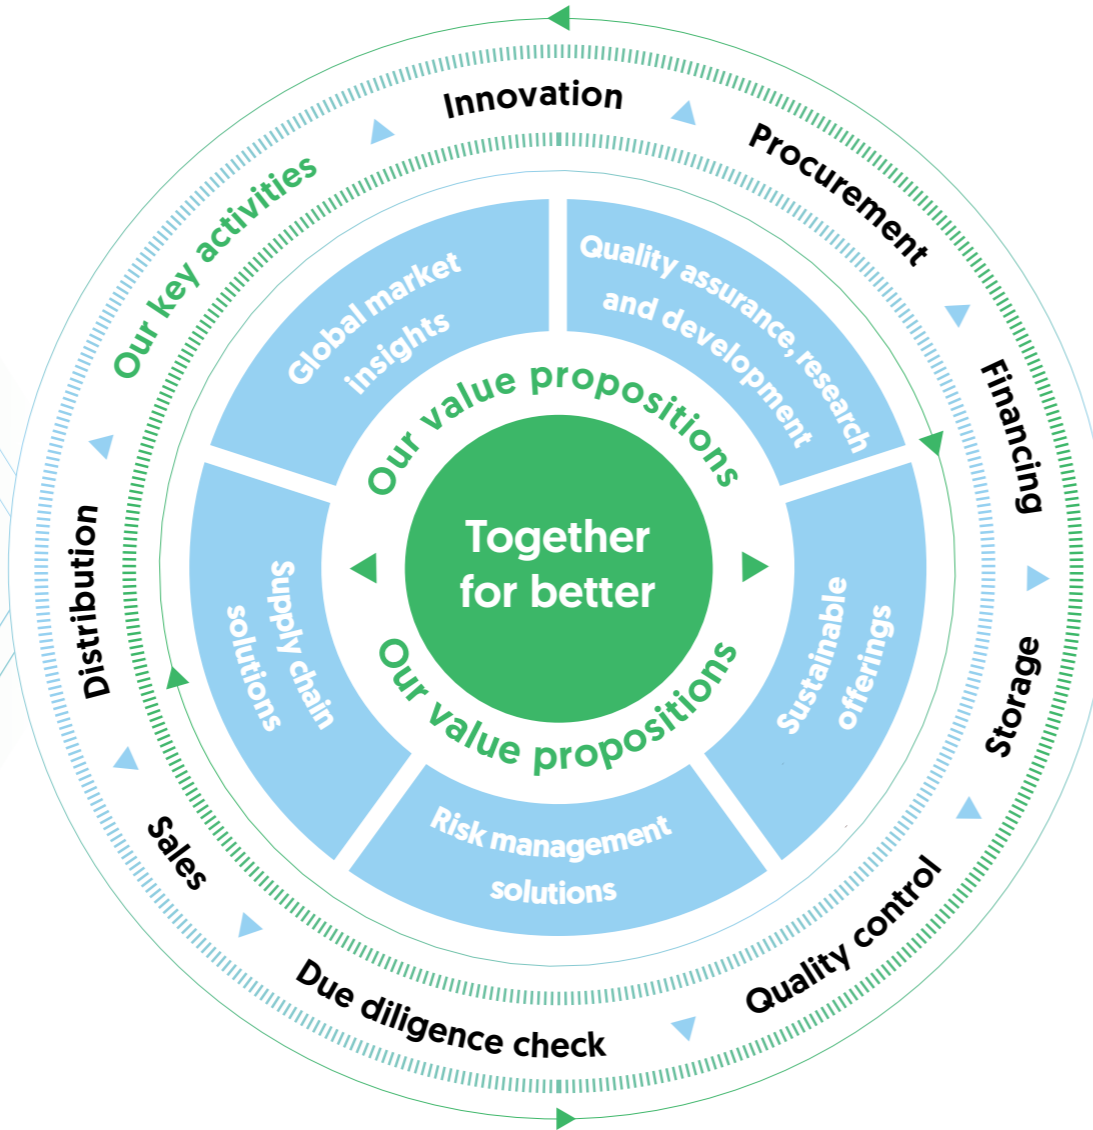 Our key activities
Innovation
Procurement
Financing
Storage
Quality control
Due diligence check
Sales
Distribution
Global market
insights
Quality assurance, research
and development
Sustainable
offerings
Risk management
solutions
Supply chain
solutions
Our value propositions
Together
for better
Our value propositions